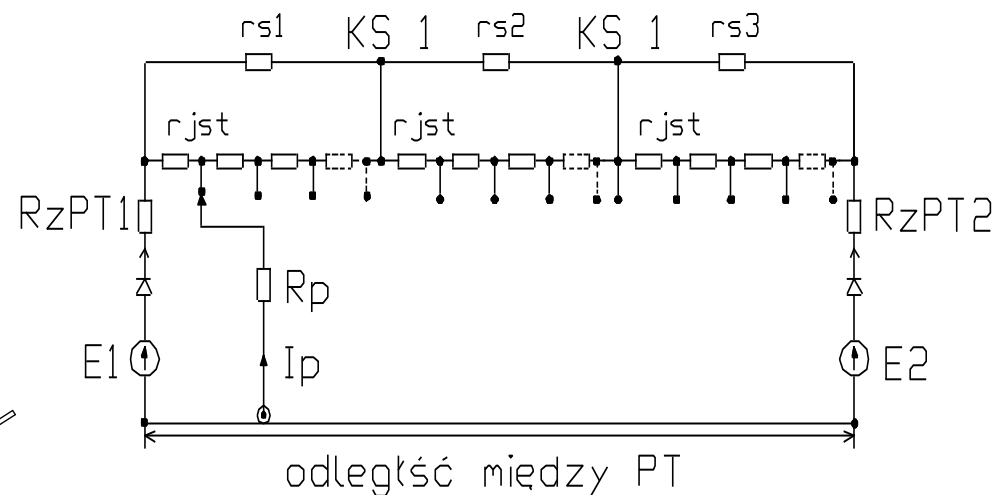 rs1 KS 1 rs2 KS 1 rs3
rjst rjst rjst
RzPT1 RzPT2
Rp
E1 Ip E2
odległść między PT